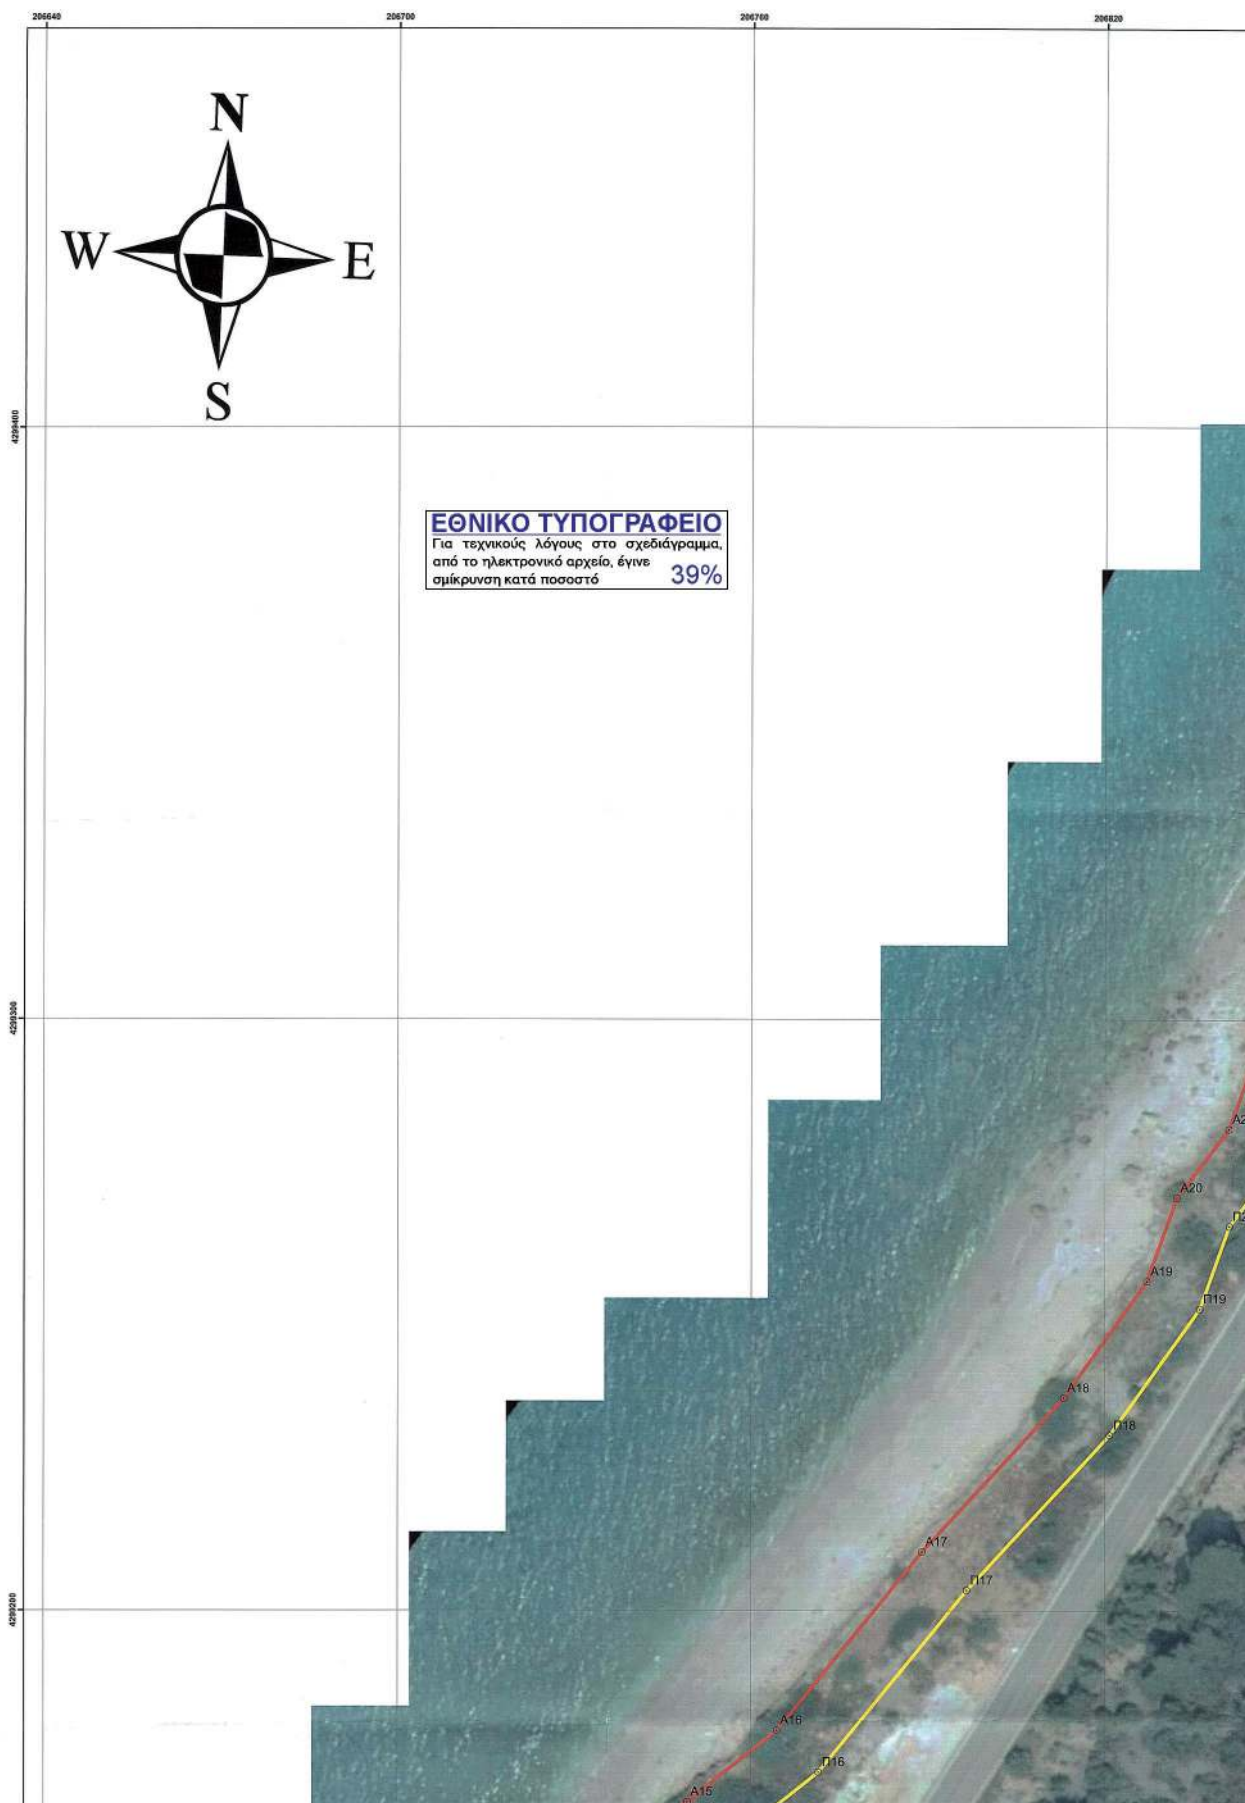 206640 206700 206760 206820
N
W E
S
4299400
ΕΘΝΙΚΟ ΤΥΠΟΓΡΑΦΕΙΟ
Για τεχνικούς λόγους στο σχεδιάγραμμα,
από το ηλεκτρονικό αρχείο, έγινε
σμίκρυνση κατά ποσοστό 39%
4299300
A20
A19
Π19
A18
Π18
A17
Π17
4299200
A16
Π16
A15